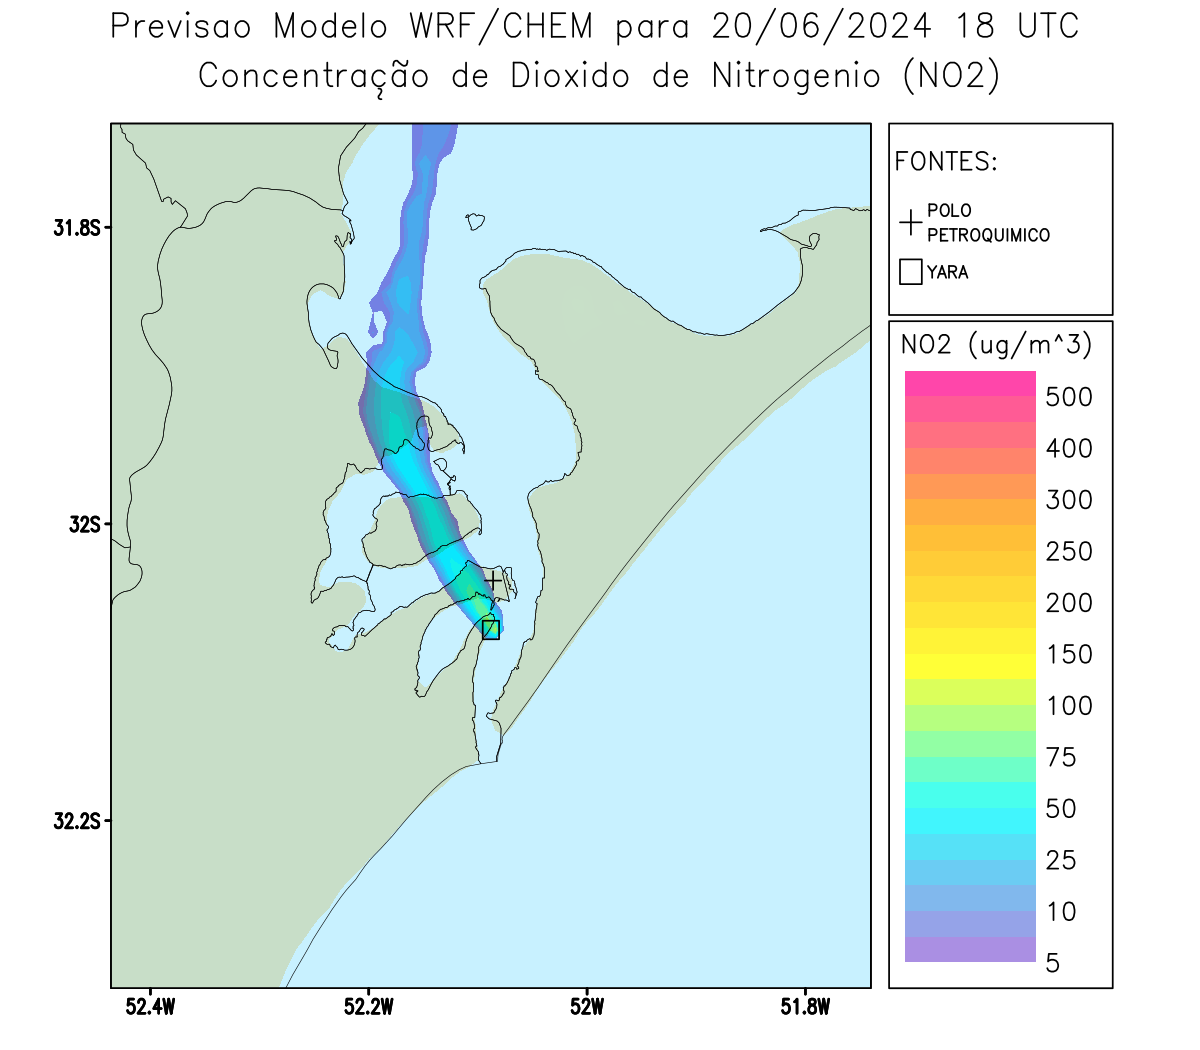 Previsao Modelo WRF/CHEM para 20/06/2024 18 UTC
Concentração de Dioxido de Nitrogenio (NO2)
FONTES:
POLO
PETROQUIMICO
YARA
NO2 (ug/m^3)
500
400
300
250
200
150
100
75
50
25
10
5
31.8S
32S
32.2S
52.4W
52.2W
52W
51.8W